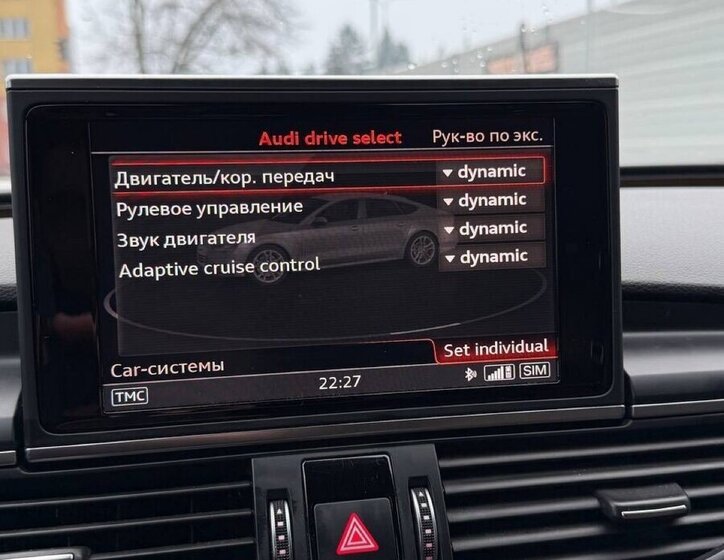 Audi drive select Рук-во по экс.
Двигатель/кор. передач dynamic
Рулевое управление dynamic
Звук двигателя dynamic
Adaptive cruise control dynamic
Set individual
Car-системы
TMC 22:27 SIM